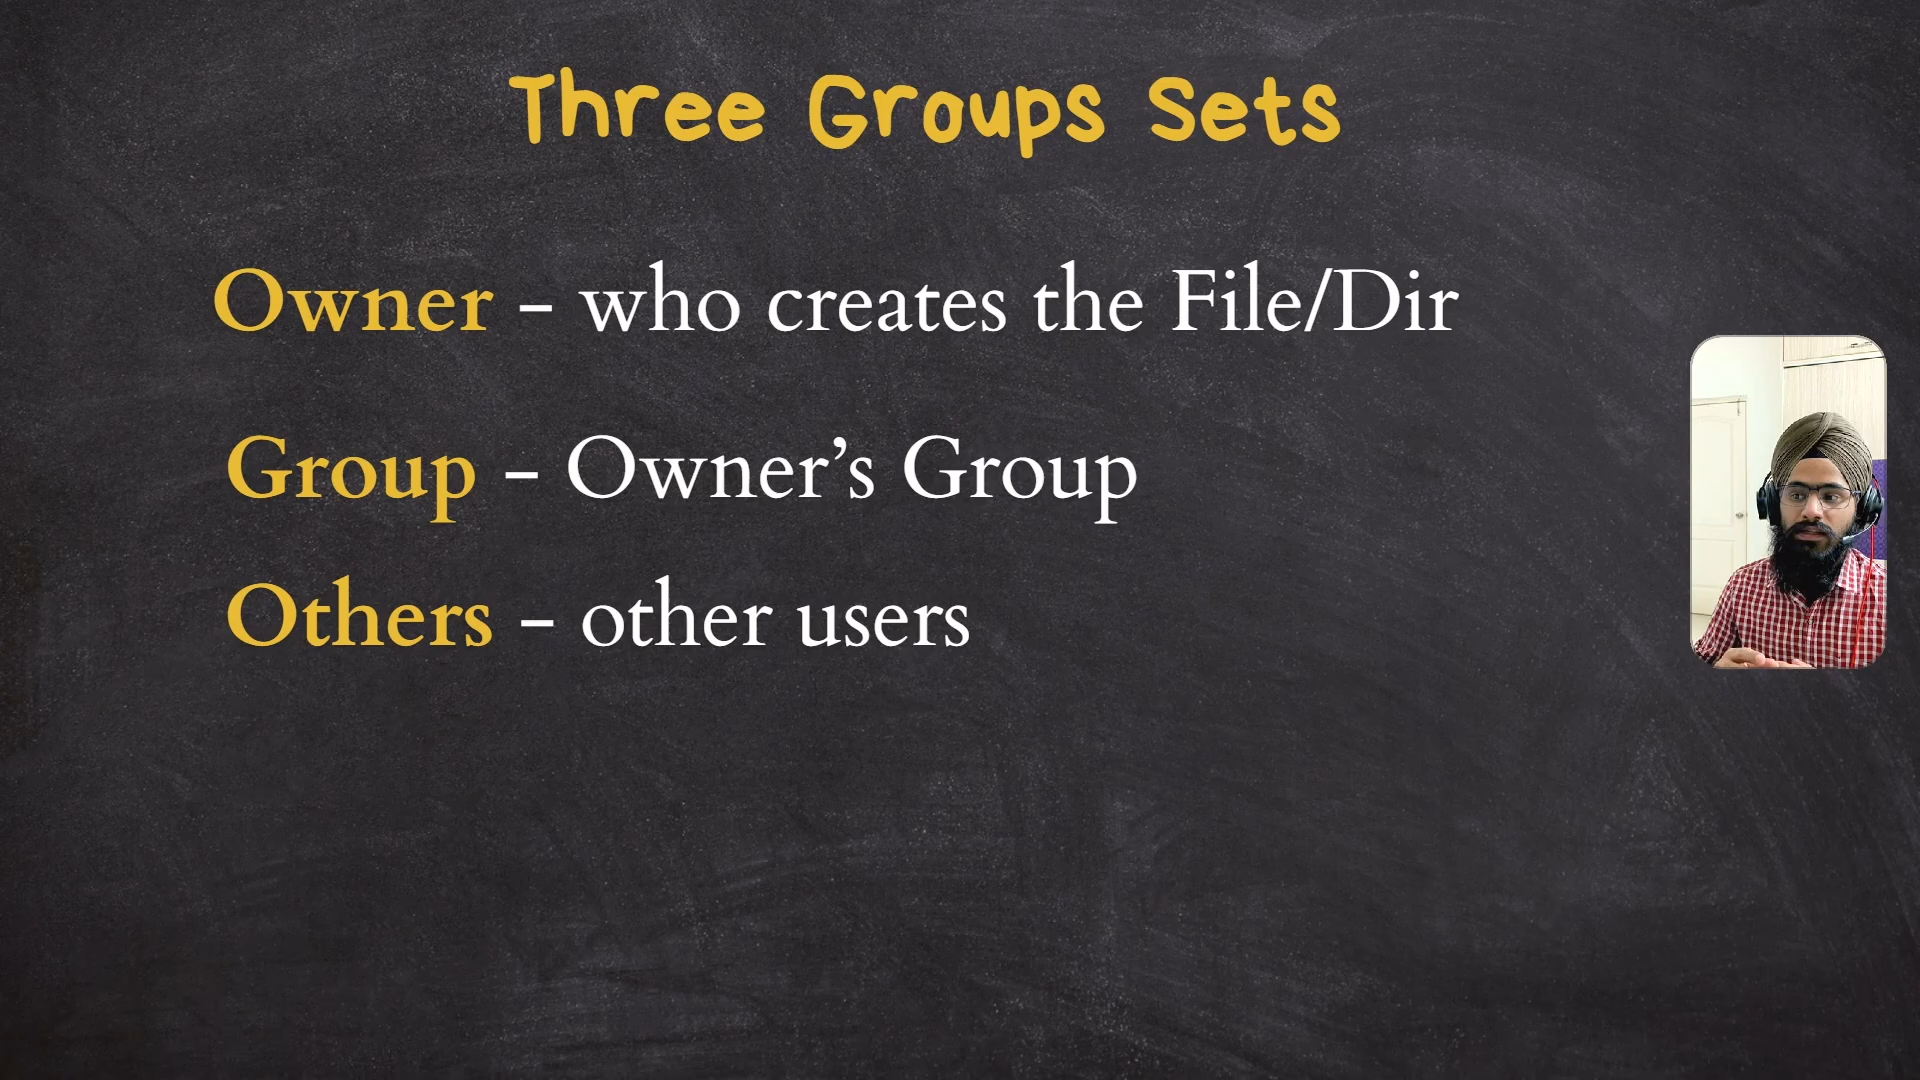 Three Groups Sets
Owner - who creates the File/Dir
Group - Owner’s Group
Others - other users